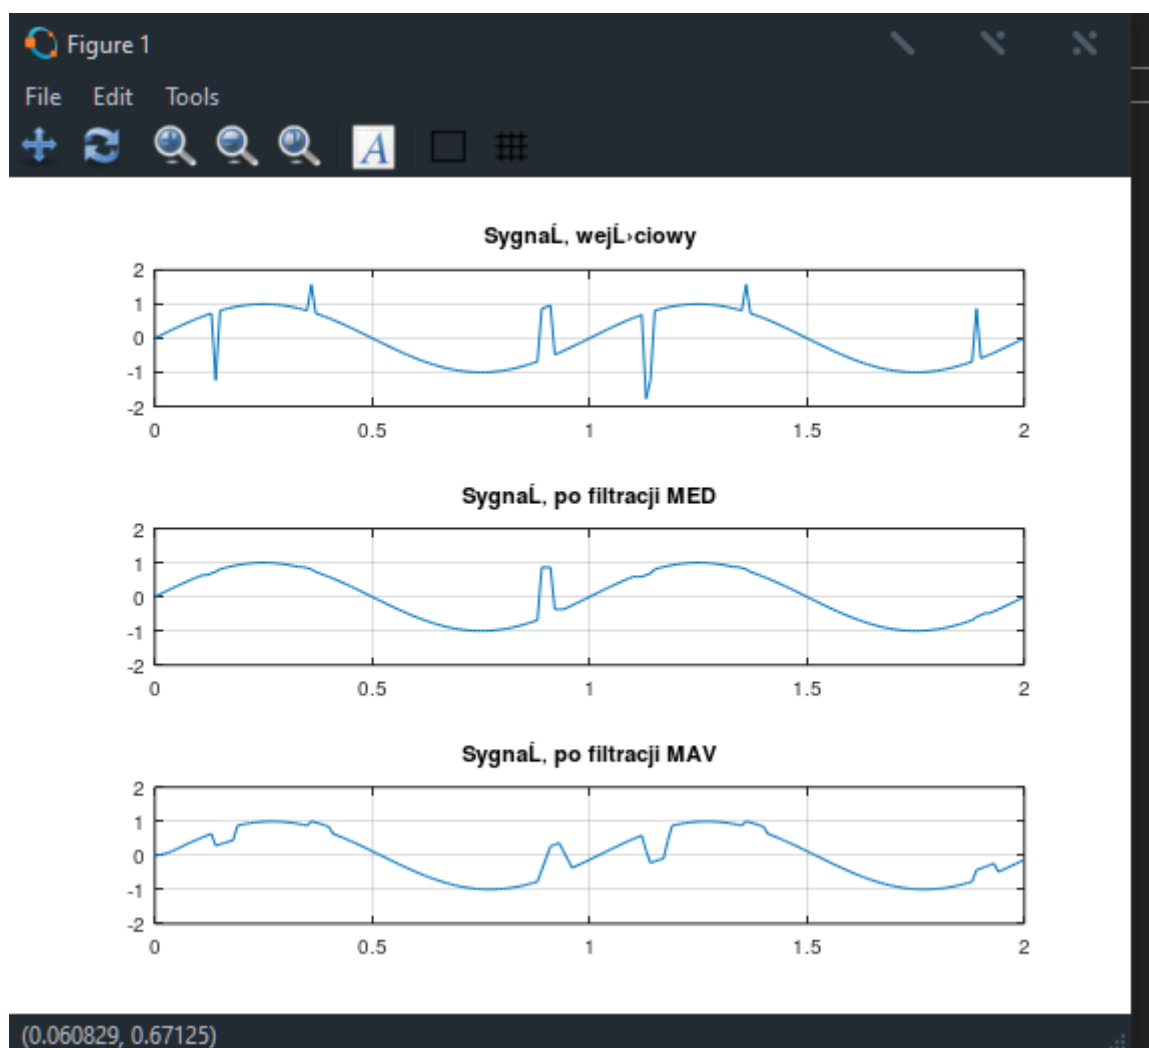 Figure 1
File Edit Tools
A
SygnaĹ‚ wejĹ›ciowy
2
1
0
-1
-2
0 0.5 1 1.5 2
SygnaĹ‚ po filtracji MED
2
1
0
-1
-2
0 0.5 1 1.5 2
SygnaĹ‚ po filtracji MAV
2
1
0
-1
-2
0 0.5 1 1.5 2
(0.060829, 0.67125)